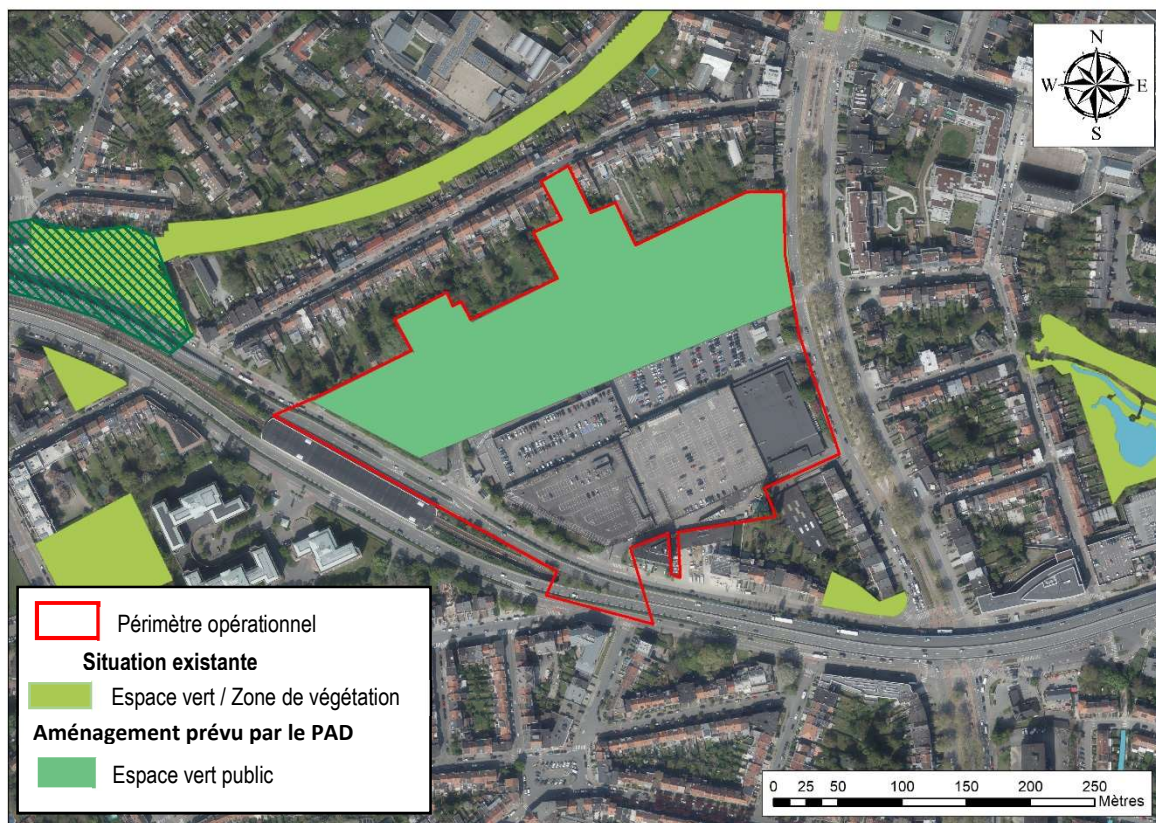 N
W E
S
Périmètre opérationnel
Situation existante
Espace vert / Zone de végétation
Aménagement prévu par le PAD
Espace vert public
0 25 50 100 150 200 250
Mètres